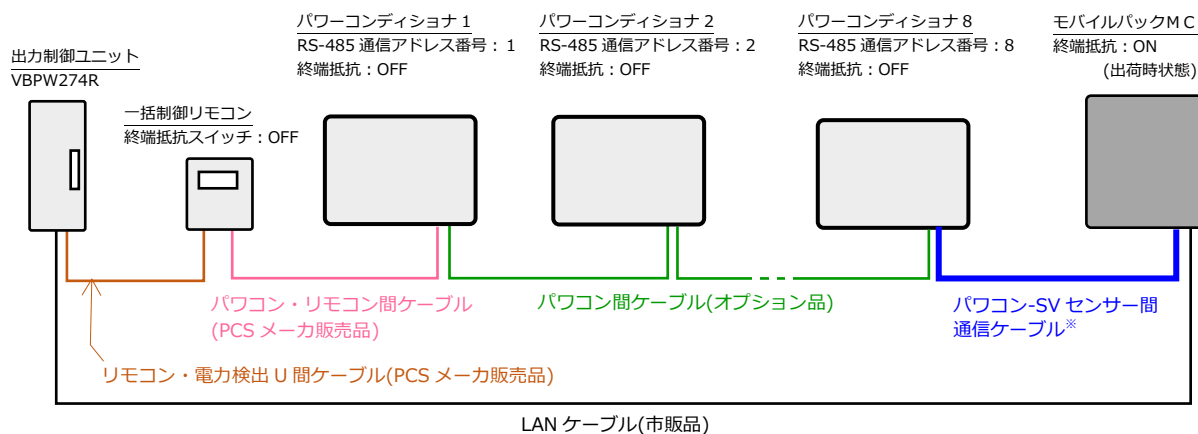 出力制御ユニット
VBPW274R
一括制御リモコン
終端抵抗スイッチ：OFF
パワーコンディショナ 1
RS-485 通信アドレス番号：1
終端抵抗：OFF
パワーコンディショナ 2
RS-485 通信アドレス番号：2
終端抵抗：OFF
パワーコンディショナ 8
RS-485 通信アドレス番号：8
終端抵抗：OFF
モバイルパックＭＣ
終端抵抗：ON
(出荷時状態)
パワコン・リモコン間ケーブル
(PCS メーカ販売品)
パワコン間ケーブル(オプション品)
パワコン-SV センサー間
通信ケーブル※
リモコン・電力検出 U 間ケーブル(PCS メーカ販売品)
LAN ケーブル(市販品)